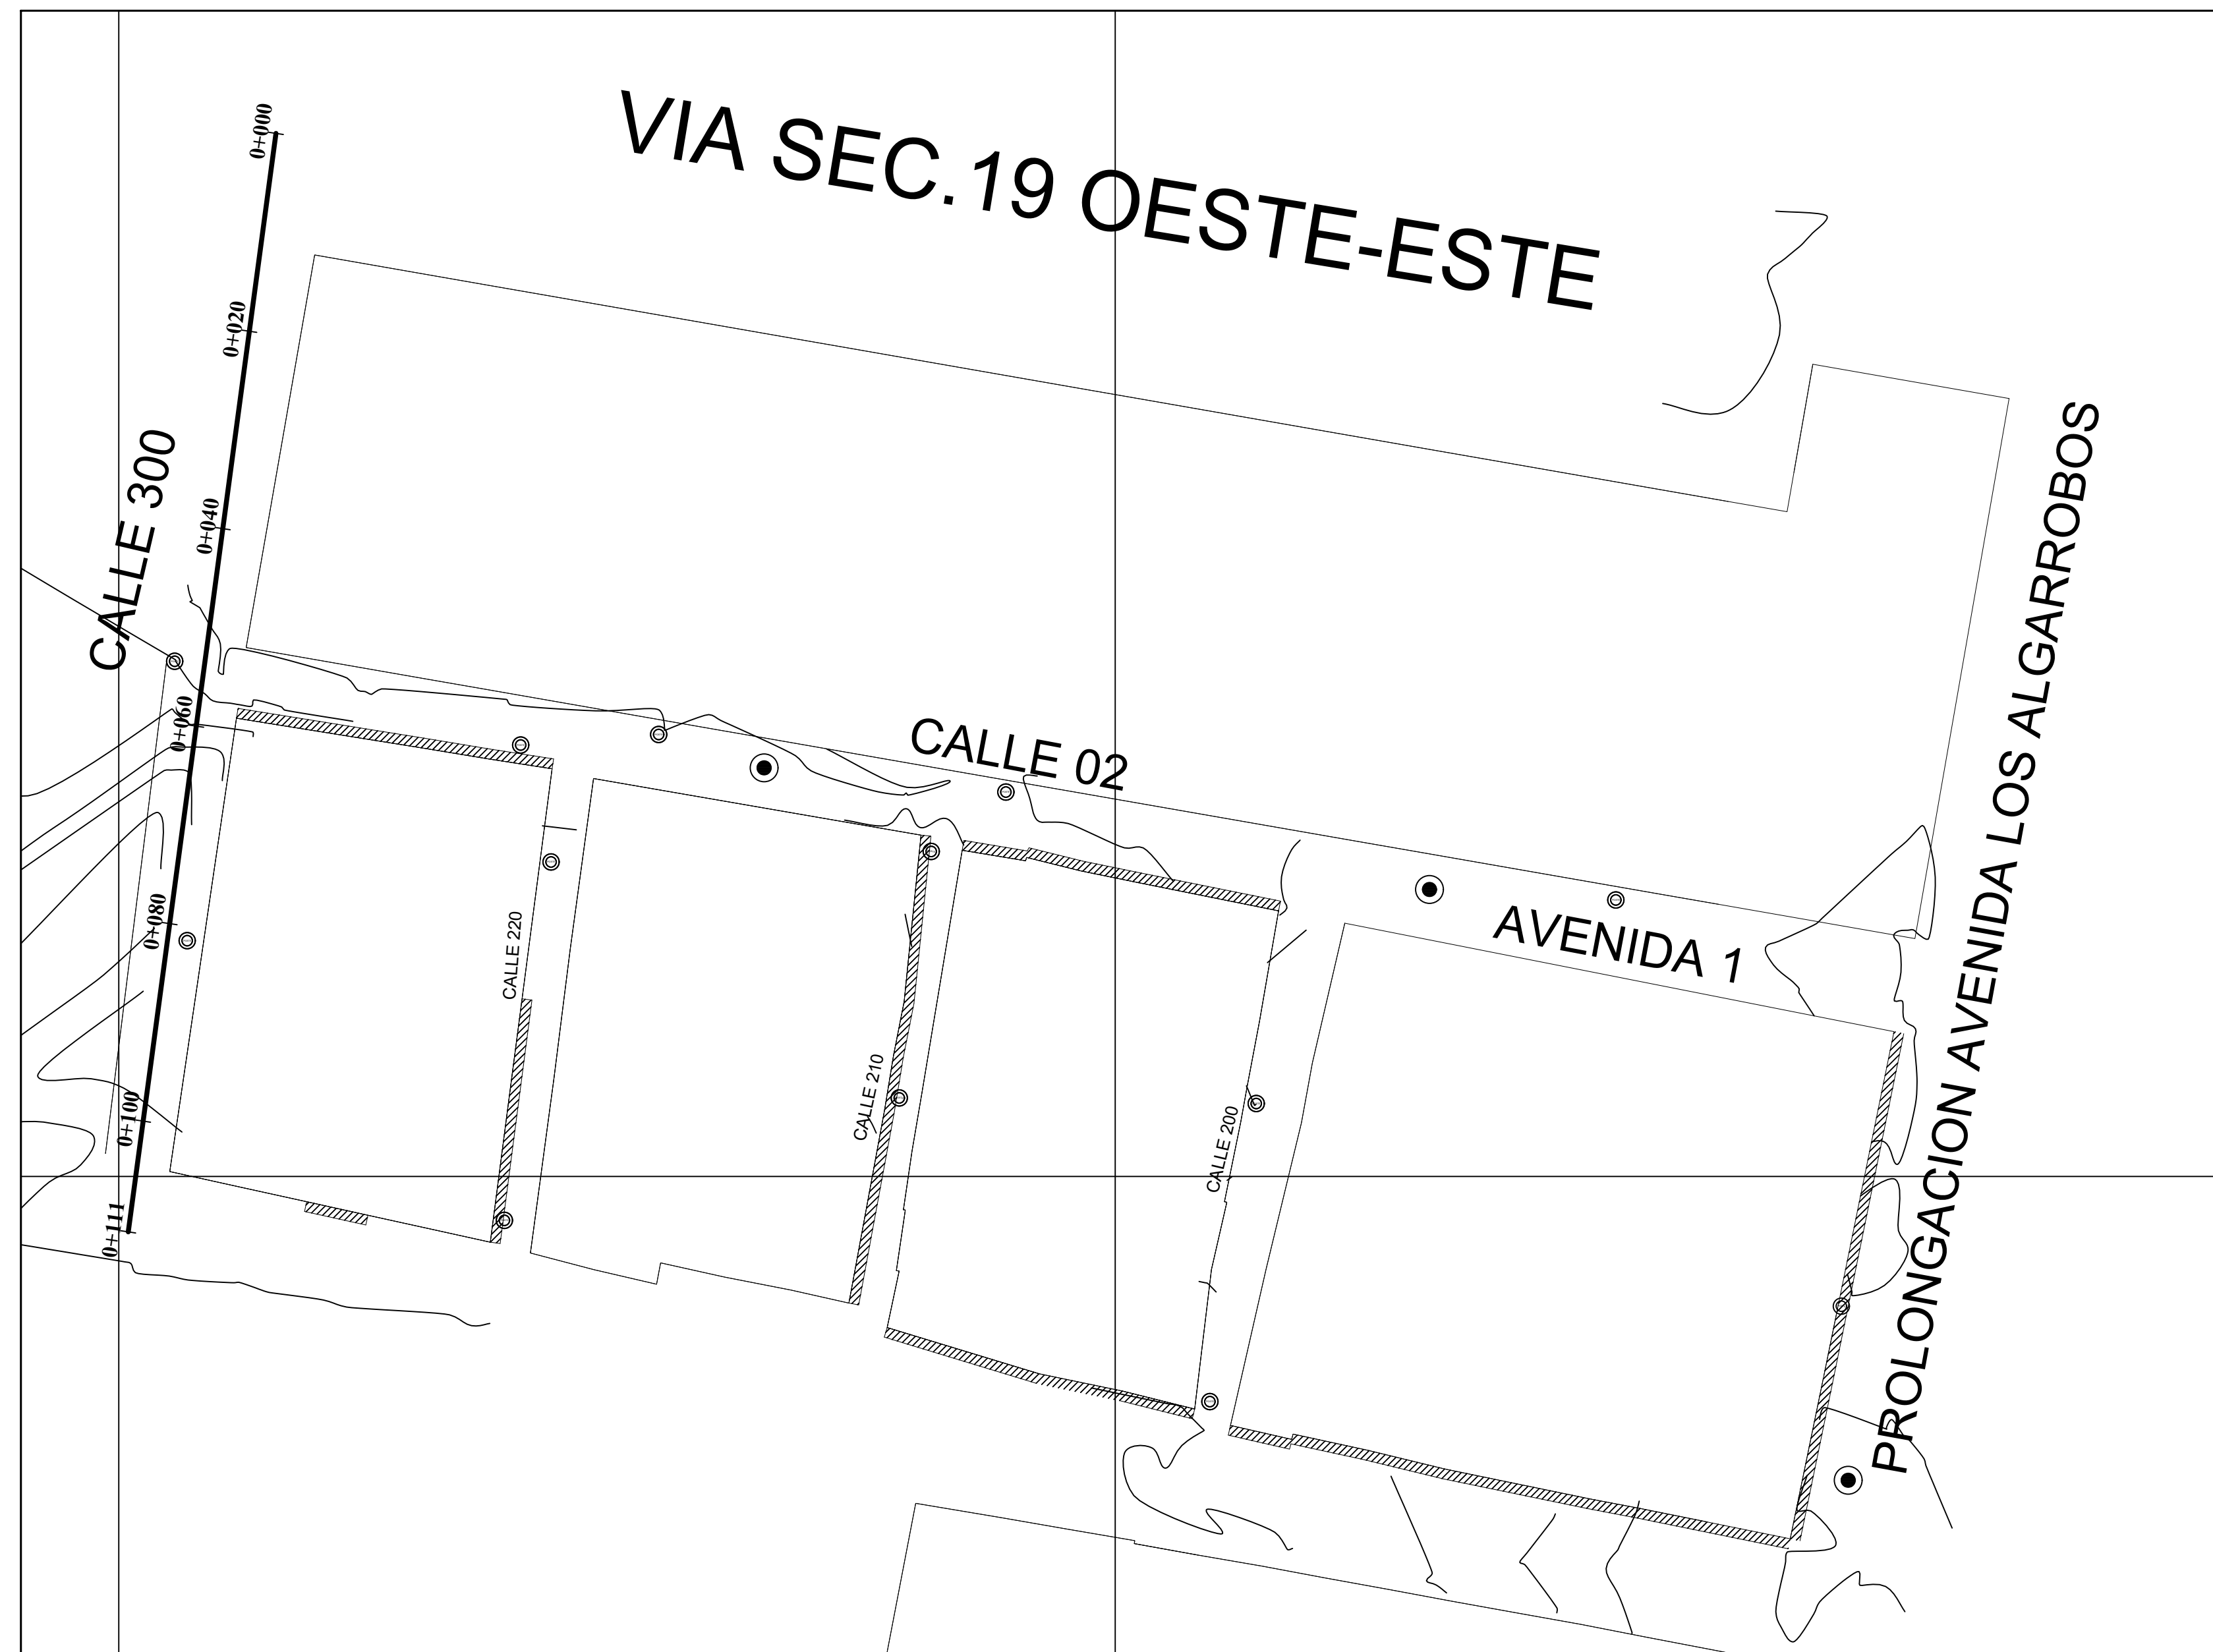 VIA SEC.19 OESTE-ESTE
0+000
0+020
0+040
CALLE 300
0+060
0+080
0+100
0+111
CALLE 02
AVENIDA 1
CALLE 220
CALLE 210
CALLE 200
PROLONGACION AVENIDA LOS ALGARROBOS